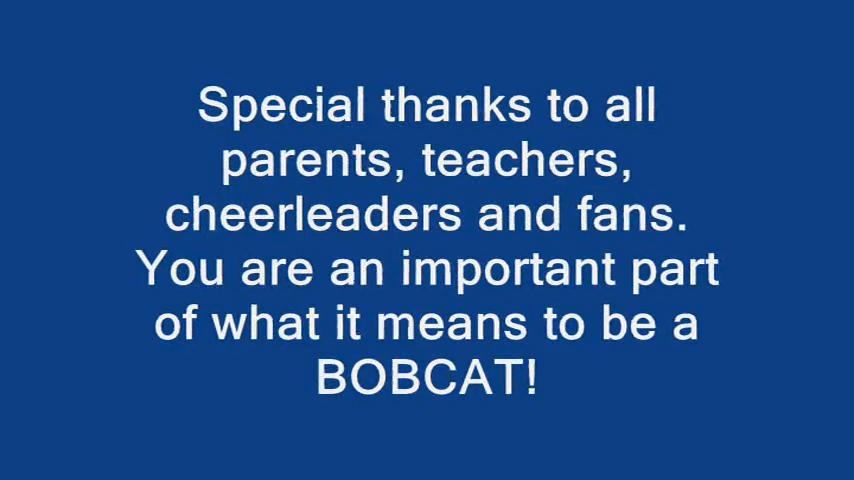 Special thanks to all
parents, teachers,
cheerleaders and fans.
You are an important part
of what it means to be a
BOBCAT!